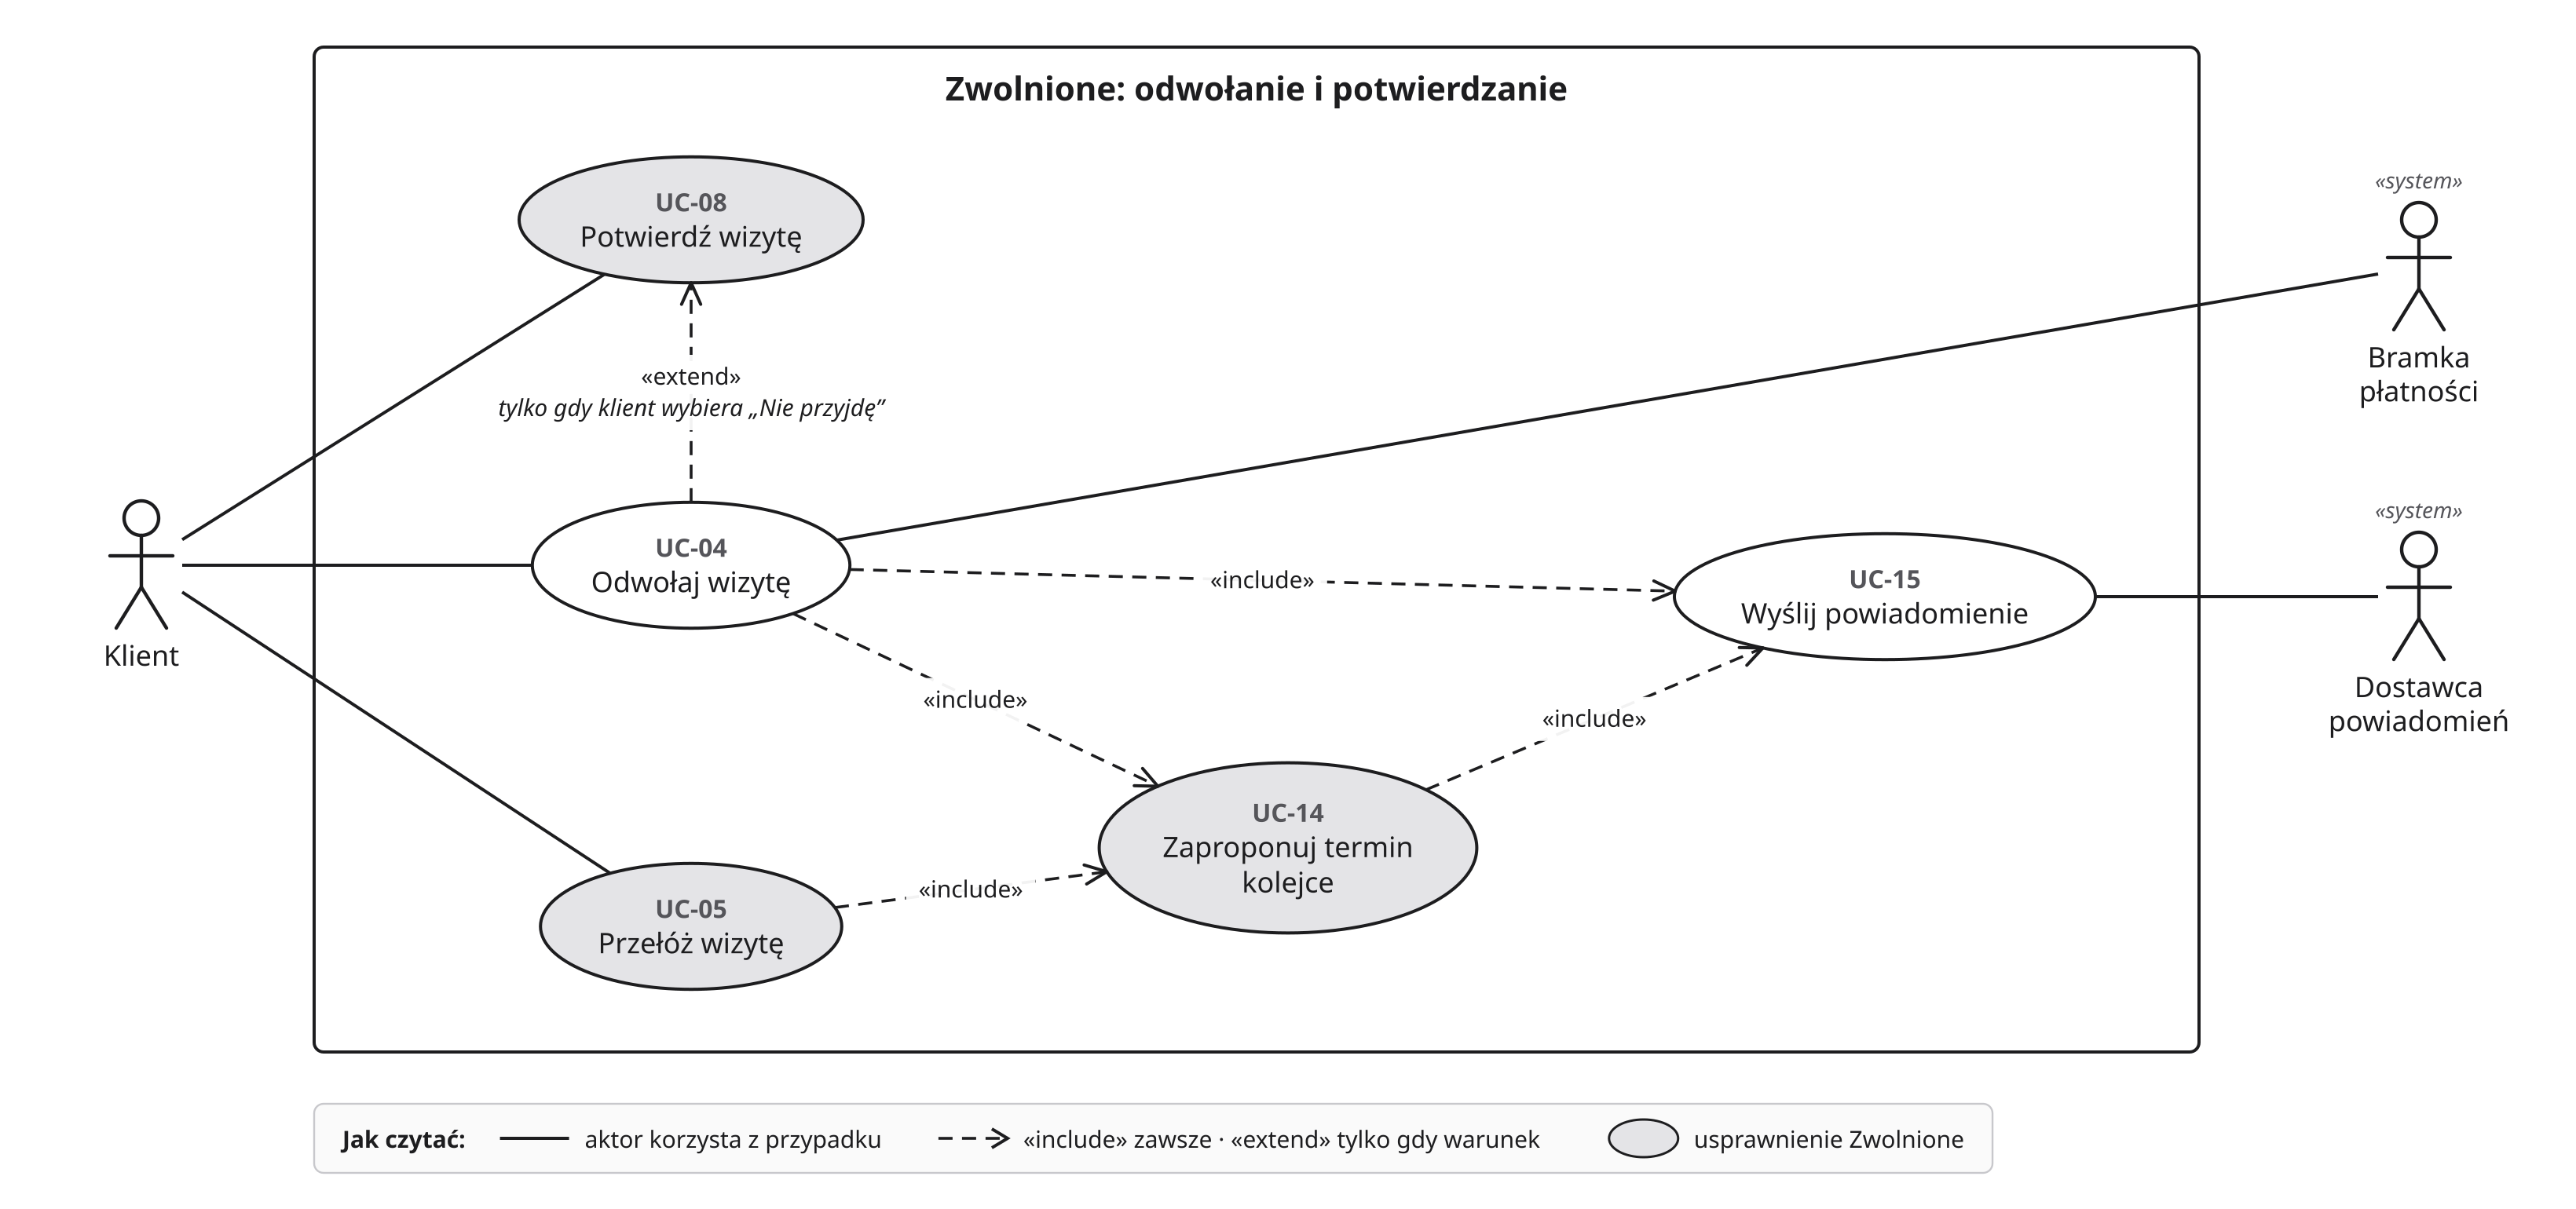 Zwolnione: odwołanie i potwierdzanie
UC-08
Potwierdź wizytę
«system»
Bramka
płatności
«extend»
tylko gdy klient wybiera „Nie przyjdę”
Klient
UC-04
Odwołaj wizytę
«include»
UC-15
Wyślij powiadomienie
«system»
Dostawca
powiadomień
«include»
«include»
UC-14
Zaproponuj termin
kolejce
«include»
UC-05
Przełóż wizytę
Jak czytać:
aktor korzysta z przypadku
«include» zawsze · «extend» tylko gdy warunek
usprawnienie Zwolnione